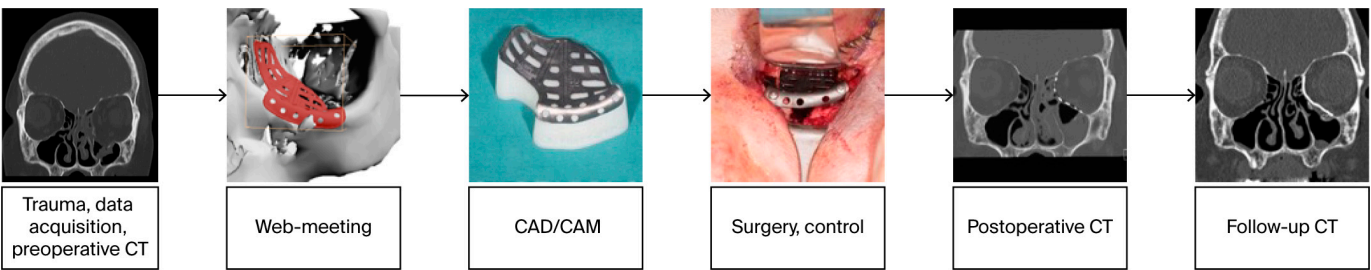 Trauma, data
acquisition,
preoperative CT
Web-meeting
CAD/CAM
Surgery, control
Postoperative CT
Follow-up CT